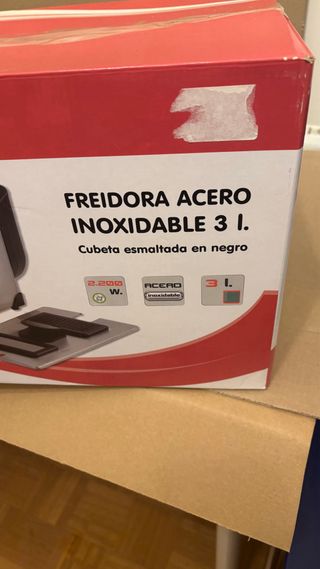 FREIDORA ACERO
INOXIDABLE 3 l.
Cubeta esmaltada en negro
2.200 w.
ACERO
inoxidable
3 l.